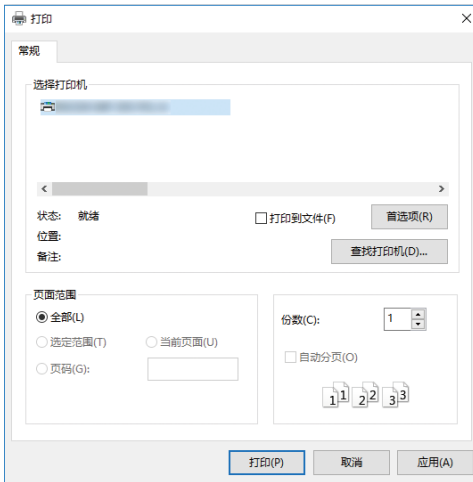 打印
常规
选择打印机
状态: 就绪
打印到文件(F)
首选项(R)
位置:
查找打印机(D)...
备注:
页面范围
全部(L)
选定范围(T)
当前页面(U)
页码(G):
份数(C):
1
自动分页(O)
1 1 2 2 3 3
打印(P)
取消
应用(A)